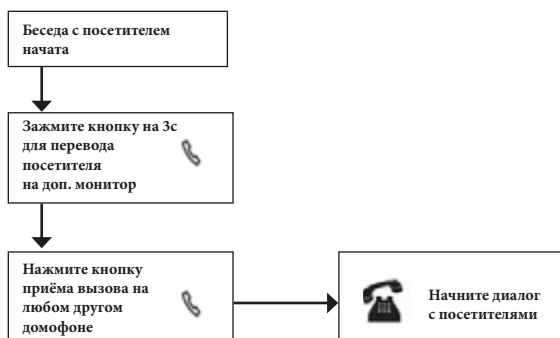 Беседа с посетителем
начата
Зажмите кнопку на 3с
для перевода
посетителя
на доп. монитор
Нажмите кнопку
приёма вызова на
любом другом
домофоне
Начните диалог
с посетителями